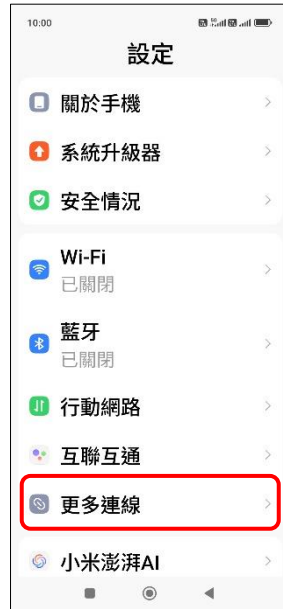 10:00
設定
關於手機
系統升級器
安全情況
Wi-Fi
已關閉
藍牙
已關閉
行動網路
互聯互通
更多連線
小米澎湃AI